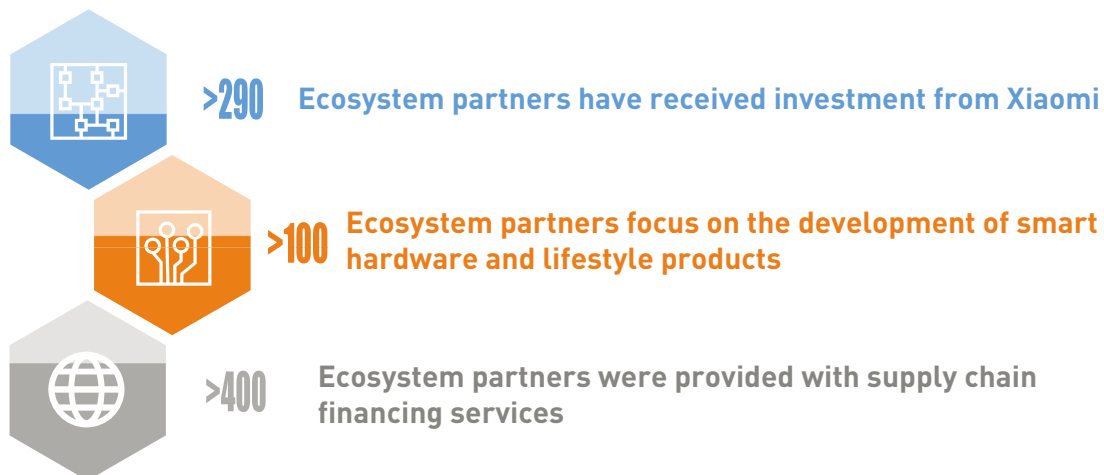 >290 Ecosystem partners have received investment from Xiaomi
>100 Ecosystem partners focus on the development of smart
hardware and lifestyle products
>400 Ecosystem partners were provided with supply chain
financing services